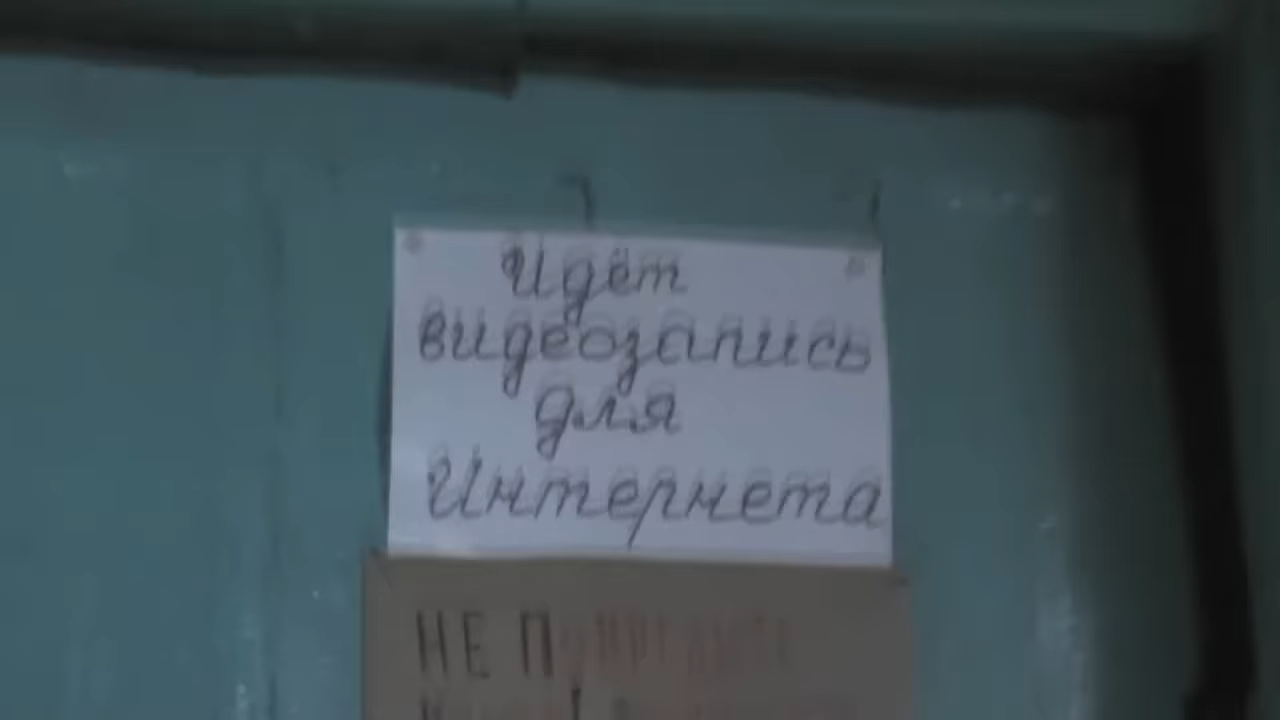 Идёт
видеозапись
для
Интернета
НЕ